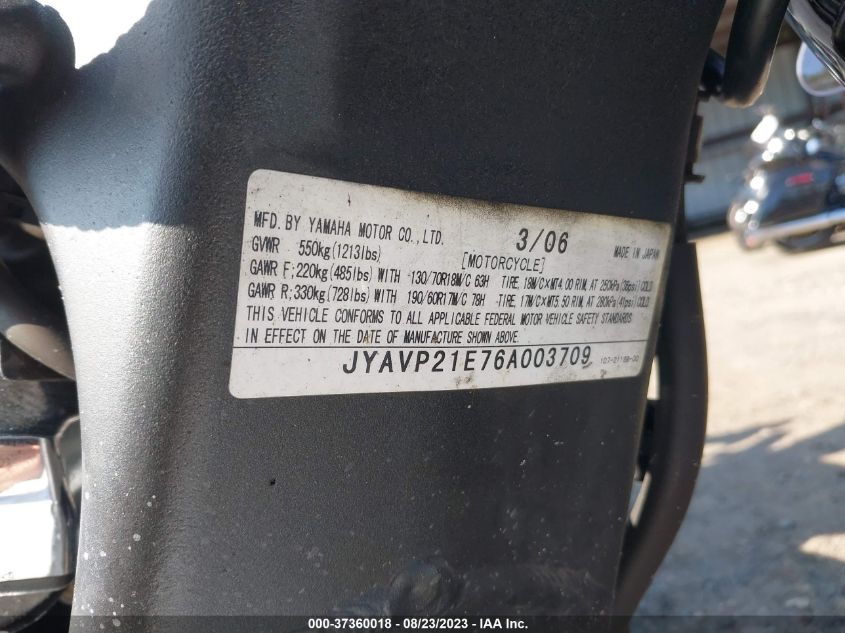 MFD. BY YAMAHA MOTOR CO., LTD. 3/06 MADE IN JAPAN
GVWR 550kg(1213lbs) [MOTORCYCLE]
GAWR F;220kg(485lbs) WITH -130/70R18M/C 63H TIRE, 18M/C×MT4.00 RIM, AT 250kPa(36psi) COLD
GAWR R;330kg(728lbs) WITH 190/60R17M/C 78H -TIRE, 17M/C×MT5.50 RIM, AT 280kPa(41psi) COLD
THIS VEHICLE CONFORMS TO ALL APPLICABLE FEDERAL MOTOR VEHICLE SAFETY STANDARDS
IN EFFECT ON THE DATE OF MANUFACTURE SHOWN ABOVE.
JYAVP21E76A003709
000-37360018 - 08/23/2023 - IAA Inc.